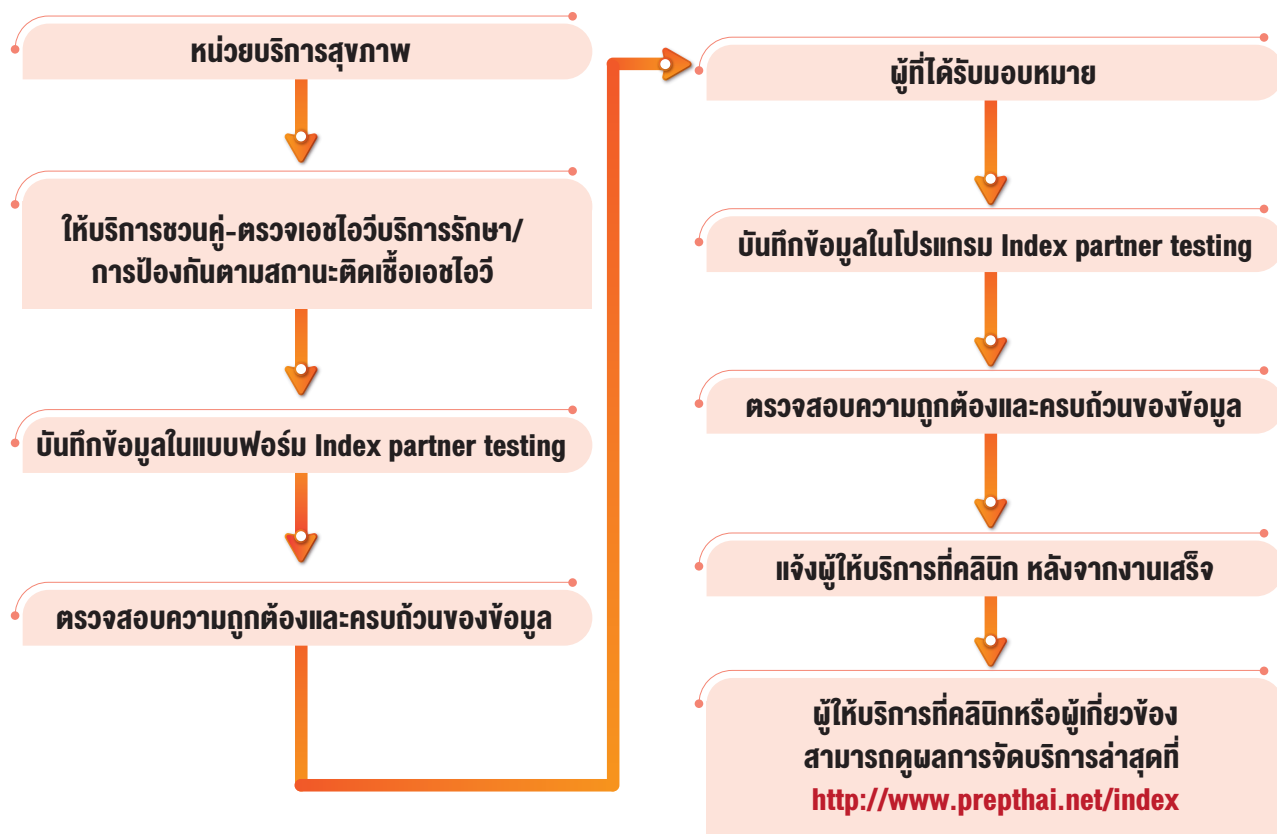 หน่วยบริการสุขภาพ
ให้บริการชวนคู่-ตรวจเอชไอวีบริการรักษา/
การป้องกันตามสถานะติดเชื้อเอชไอวี
บันทึกข้อมูลในแบบฟอร์ม Index partner testing
ตรวจสอบความถูกต้องและครบถ้วนของข้อมูล
ผู้ที่ได้รับมอบหมาย
บันทึกข้อมูลในโปรแกรม Index partner testing
ตรวจสอบความถูกต้องและครบถ้วนของข้อมูล
แจ้งผู้ให้บริการที่คลินิก หลังจากงานเสร็จ
ผู้ให้บริการที่คลินิกหรือผู้เกี่ยวข้อง
สามารถดูผลการจัดบริการล่าสุดที่
http://www.prepthai.net/index